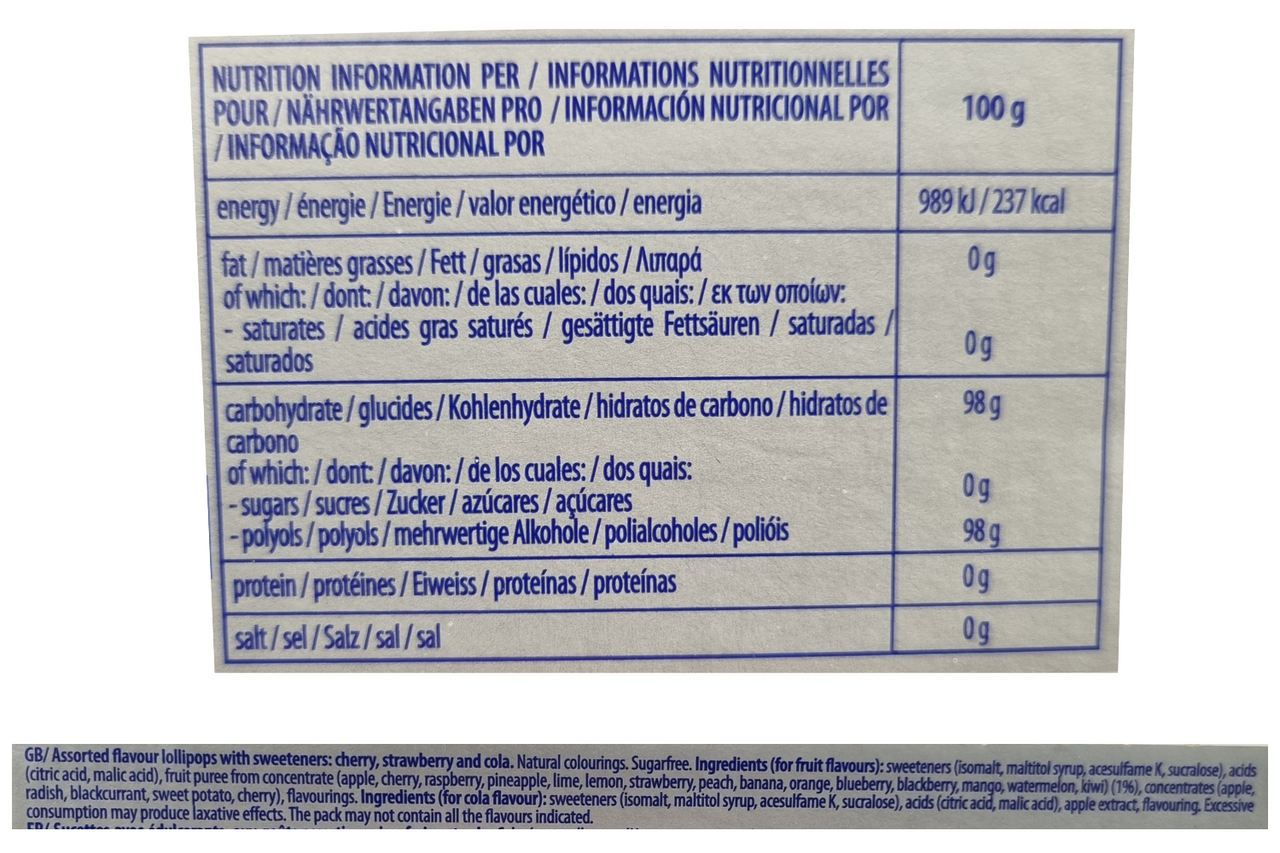 NUTRITION INFORMATION PER / INFORMATIONS NUTRITIONNELLES
POUR / NÄHRWERTANGABEN PRO / INFORMACIÓN NUTRICIONAL POR
/ INFORMAÇÃO NUTRICIONAL POR
100 g
energy / énergie / Energie / valor energético / energia
989 kJ / 237 kcal
fat / matières grasses / Fett / grasas / lípidos / Λιπαρά
0 g
of which: / dont: / davon: / de las cuales: / dos quais: / εκ των οποίων:
- saturates / acides gras saturés / gesättigte Fettsäuren / saturadas /
saturados
0 g
carbohydrate / glucides / Kohlenhydrate / hidratos de carbono / hidratos de
carbono
98 g
of which: / dont: / davon: / de los cuales: / dos quais:
- sugars / sucres / Zucker / azúcares / açúcares
0 g
- polyols / polyols / mehrwertige Alkohole / polialcoholes / polióis
98 g
protein / protéines / Eiweiss / proteínas / proteínas
0 g
salt / sel / Salz / sal / sal
0 g
GB/ Assorted flavour lollipops with sweeteners: cherry, strawberry and cola. Natural colourings. Sugarfree. Ingredients (for fruit flavours): sweeteners (isomalt, maltitol syrup, acesulfame K, sucralose), acids
(citric acid, malic acid), fruit puree from concentrate (apple, cherry, raspberry, pineapple, lime, lemon, strawberry, peach, banana, orange, blueberry, blackberry, mango, watermelon, kiwi) (1%), concentrates (apple,
radish, blackcurrant, sweet potato, cherry), flavourings. Ingredients (for cola flavour): sweeteners (isomalt, maltitol syrup, acesulfame K, sucralose), acids (citric acid, malic acid), apple extract, flavouring. Excessive
consumption may produce laxative effects. The pack may not contain all the flavours indicated.